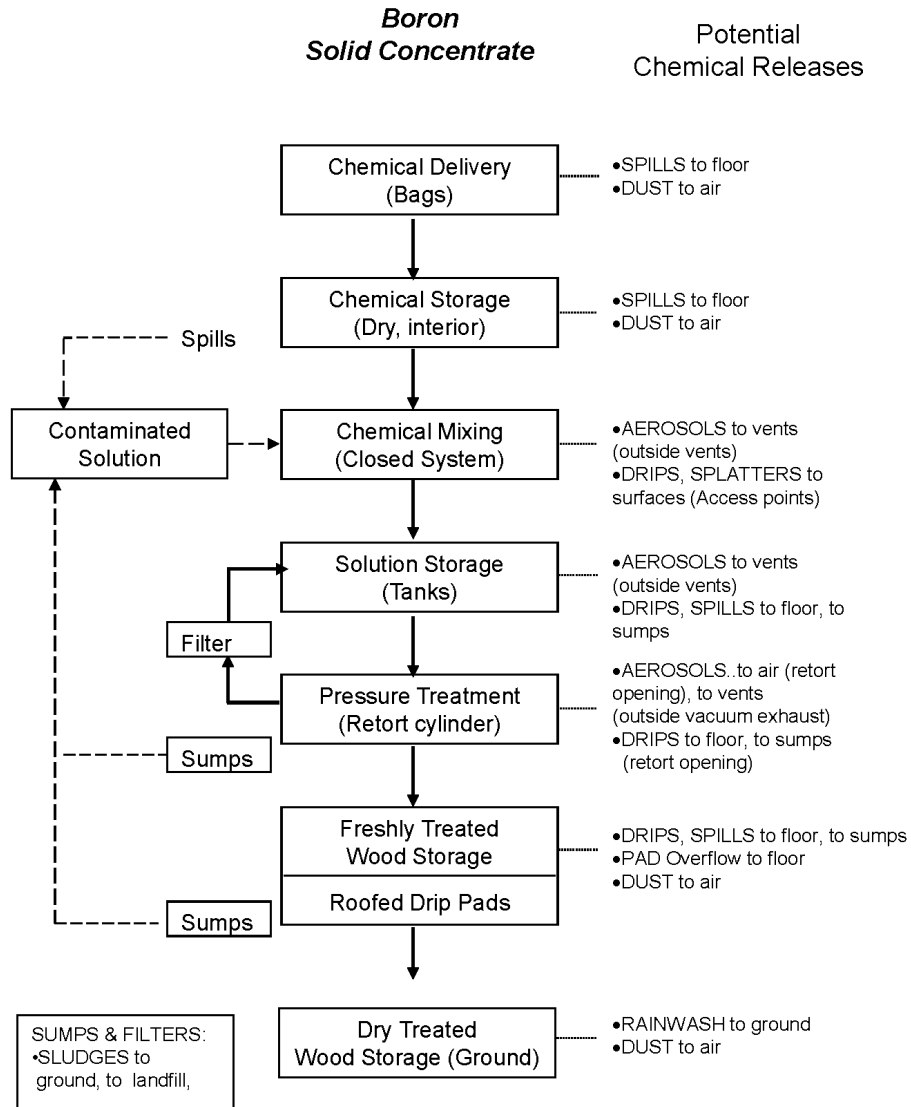 Boron
Solid Concentrate
Potential
Chemical Releases
Chemical Delivery
(Bags)
•SPILLS to floor
•DUST to air
Chemical Storage
(Dry, interior)
•SPILLS to floor
•DUST to air
Spills
Contaminated
Solution
Chemical Mixing
(Closed System)
•AEROSOLS to vents
(outside vents)
•DRIPS, SPLATTERS to
surfaces (Access points)
Solution Storage
(Tanks)
•AEROSOLS to vents
(outside vents)
•DRIPS, SPILLS to floor, to
sumps
Filter
Pressure Treatment
(Retort cylinder)
•AEROSOLS..to air (retort
opening), to vents
(outside vacuum exhaust)
•DRIPS to floor, to sumps
(retort opening)
Sumps
Freshly Treated
Wood Storage
•DRIPS, SPILLS to floor, to sumps
•PAD Overflow to floor
•DUST to air
Roofed Drip Pads
Sumps
Dry Treated
Wood Storage (Ground)
•RAINWASH to ground
•DUST to air
SUMPS & FILTERS:
•SLUDGES to
ground, to landfill,